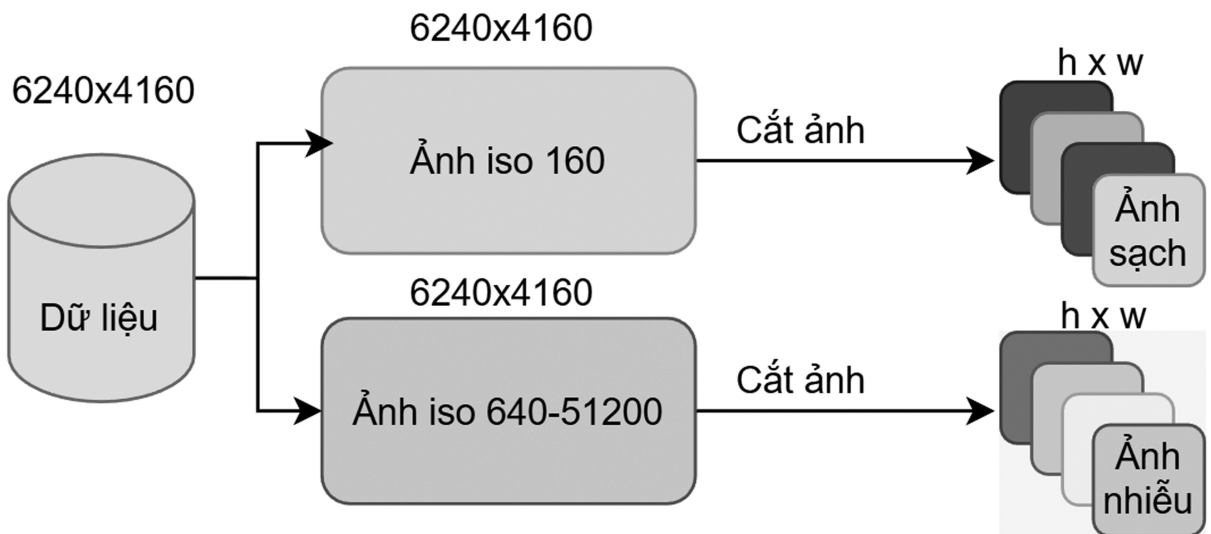 6240x4160
Dữ liệu
6240x4160
Ảnh iso 160
Cắt ảnh
h x w
Ảnh
sạch
6240x4160
Ảnh iso 640-51200
Cắt ảnh
h x w
Ảnh
nhiễu